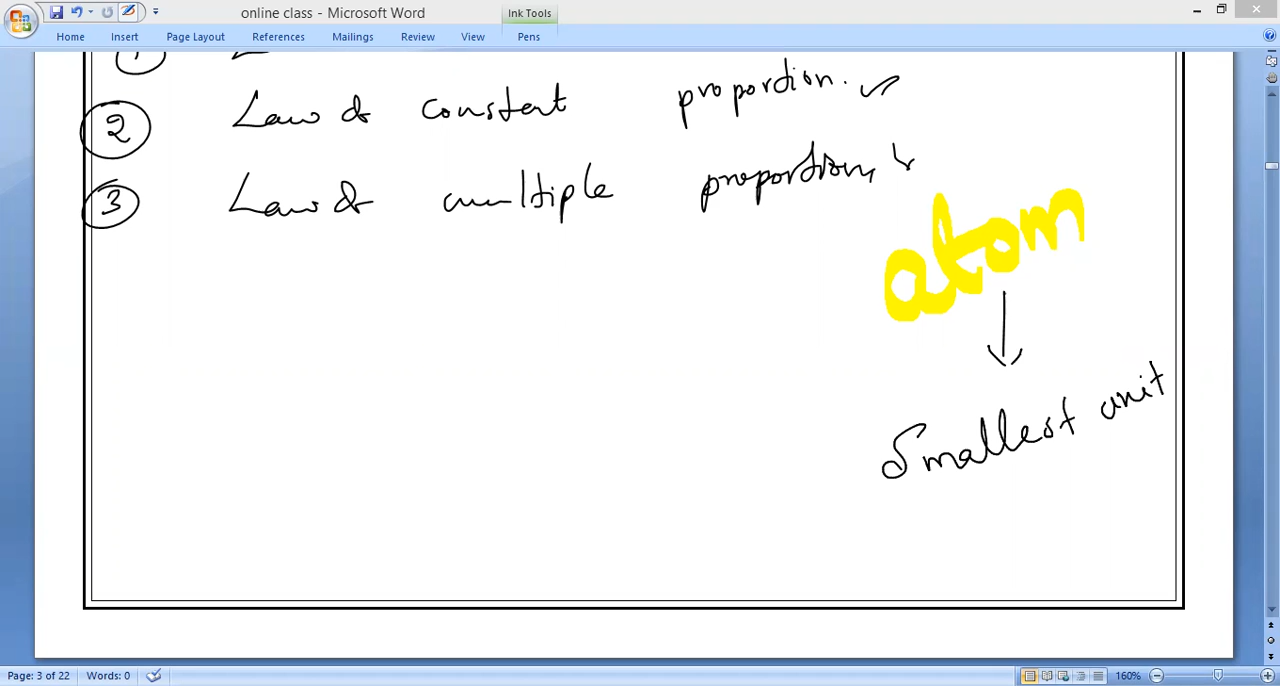 online class - Microsoft Word
Ink Tools
Home Insert Page Layout References Mailings Review View Pens
1
2 Law of constant proportion.
3 Law of multiple proportion
atom
Smallest unit
Page: 3 of 22 Words: 0 160%